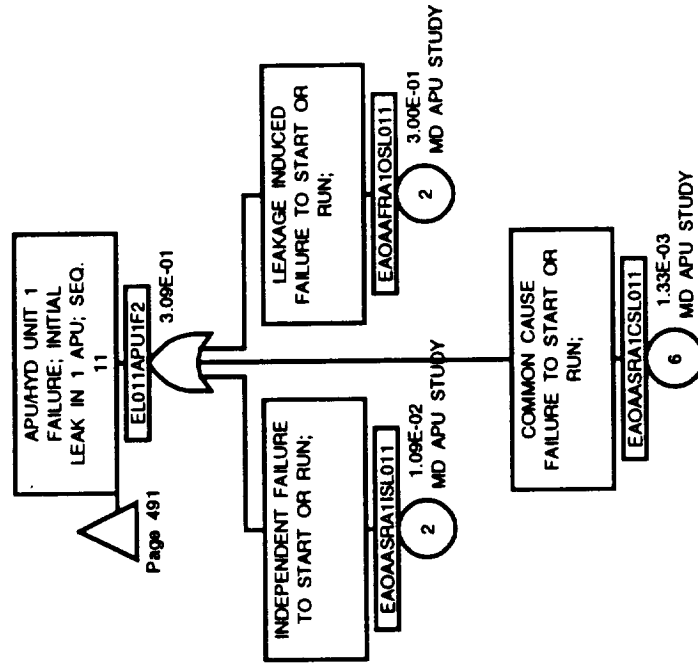 APU/HYD UNIT 1
FAILURE; INITIAL
LEAK IN 1 APU; SEQ.
11
EL011APU1F2
3.09E-01
Page 491
INDEPENDENT FAILURE
TO START OR RUN;
EAOAASRA1ISL011
1.09E-02
2
MD APU STUDY
LEAKAGE INDUCED
FAILURE TO START OR
RUN;
EAOAAFRA1OSL011
3.00E-01
2
MD APU STUDY
COMMON CAUSE
FAILURE TO START OR
RUN;
EAOAASRA1CSL011
1.33E-03
6
MD APU STUDY